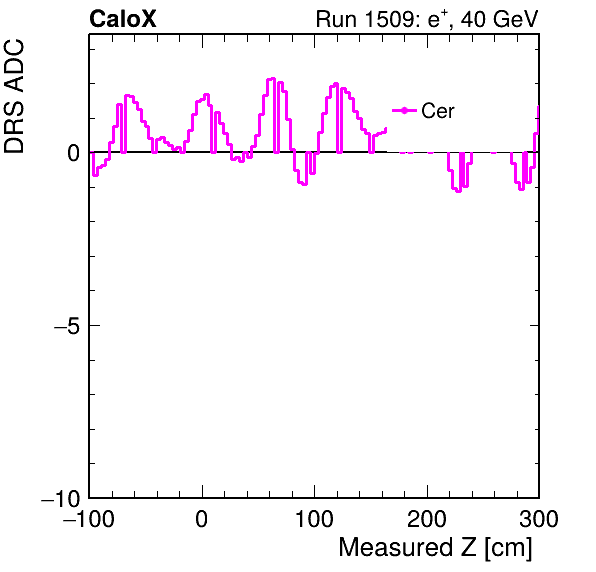 CaloX Run 1509: e⁺, 40 GeV
DRS ADC
Cer
0
−5
−10
−100 0 100 200 300
Measured Z [cm]